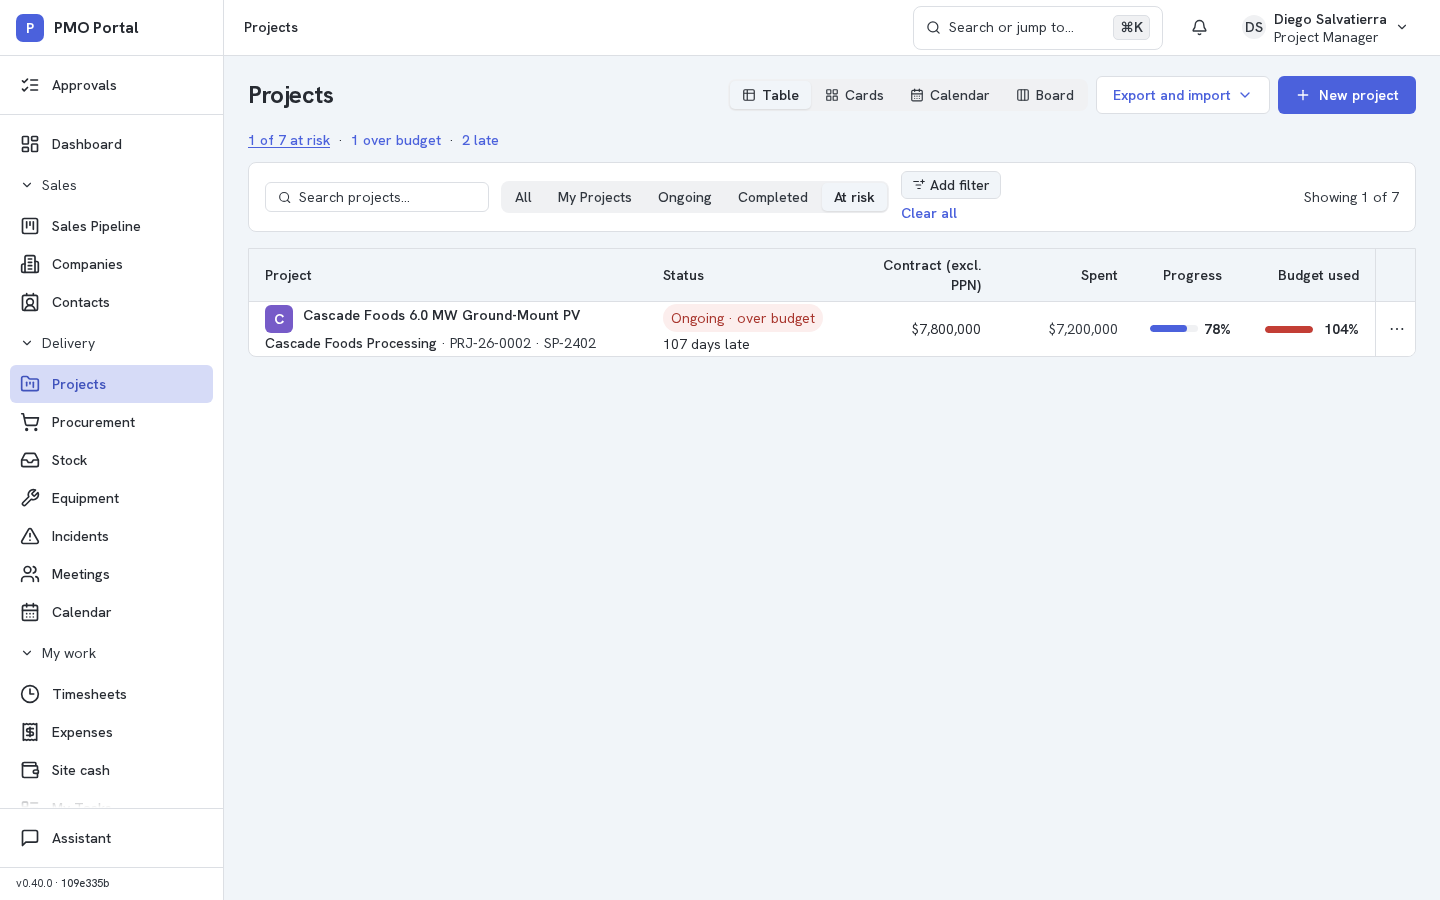 P PMO Portal
Projects
Search or jump to... ⌘K
DS Diego Salvatierra
Project Manager
Approvals
Dashboard
Sales
Sales Pipeline
Companies
Contacts
Delivery
Projects
Procurement
Stock
Equipment
Incidents
Meetings
Calendar
My work
Timesheets
Expenses
Site cash
My Tasks
Assistant
v0.40.0 · 109e335b
Projects
Table Cards Calendar Board
Export and import
New project
1 of 7 at risk · 1 over budget · 2 late
Search projects...
All My Projects Ongoing Completed At risk
Add filter
Clear all
Showing 1 of 7
Project Status Contract (excl. PPN) Spent Progress Budget used
C Cascade Foods 6.0 MW Ground-Mount PV
Cascade Foods Processing · PRJ-26-0002 · SP-2402
Ongoing · over budget
107 days late
$7,800,000 $7,200,000 78% 104%